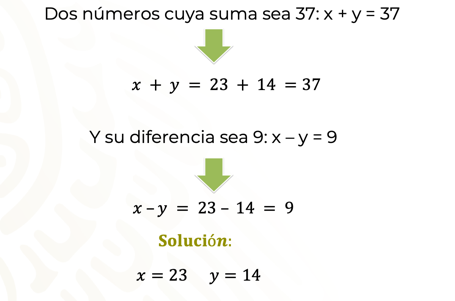 Dos números cuya suma sea 37: x + y = 37
x + y = 23 + 14 = 37
Y su diferencia sea 9: x – y = 9
x – y = 23 – 14 = 9
Solución:
x = 23 y = 14